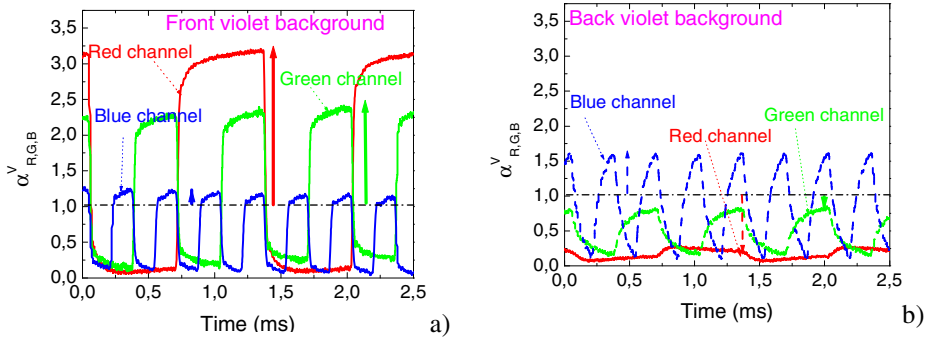 Front violet background
Red channel
Green channel
Blue channel
α^V_R,G,B
3,5
3,0
2,5
2,0
1,5
1,0
0,5
0,0
0,0 0,5 1,0 1,5 2,0 2,5
Time (ms)
a)
Back violet background
Blue channel
Green channel
Red channel
α^V_R,G,B
3,5
3,0
2,5
2,0
1,5
1,0
0,5
0,0
0,0 0,5 1,0 1,5 2,0 2,5
Time (ms)
b)